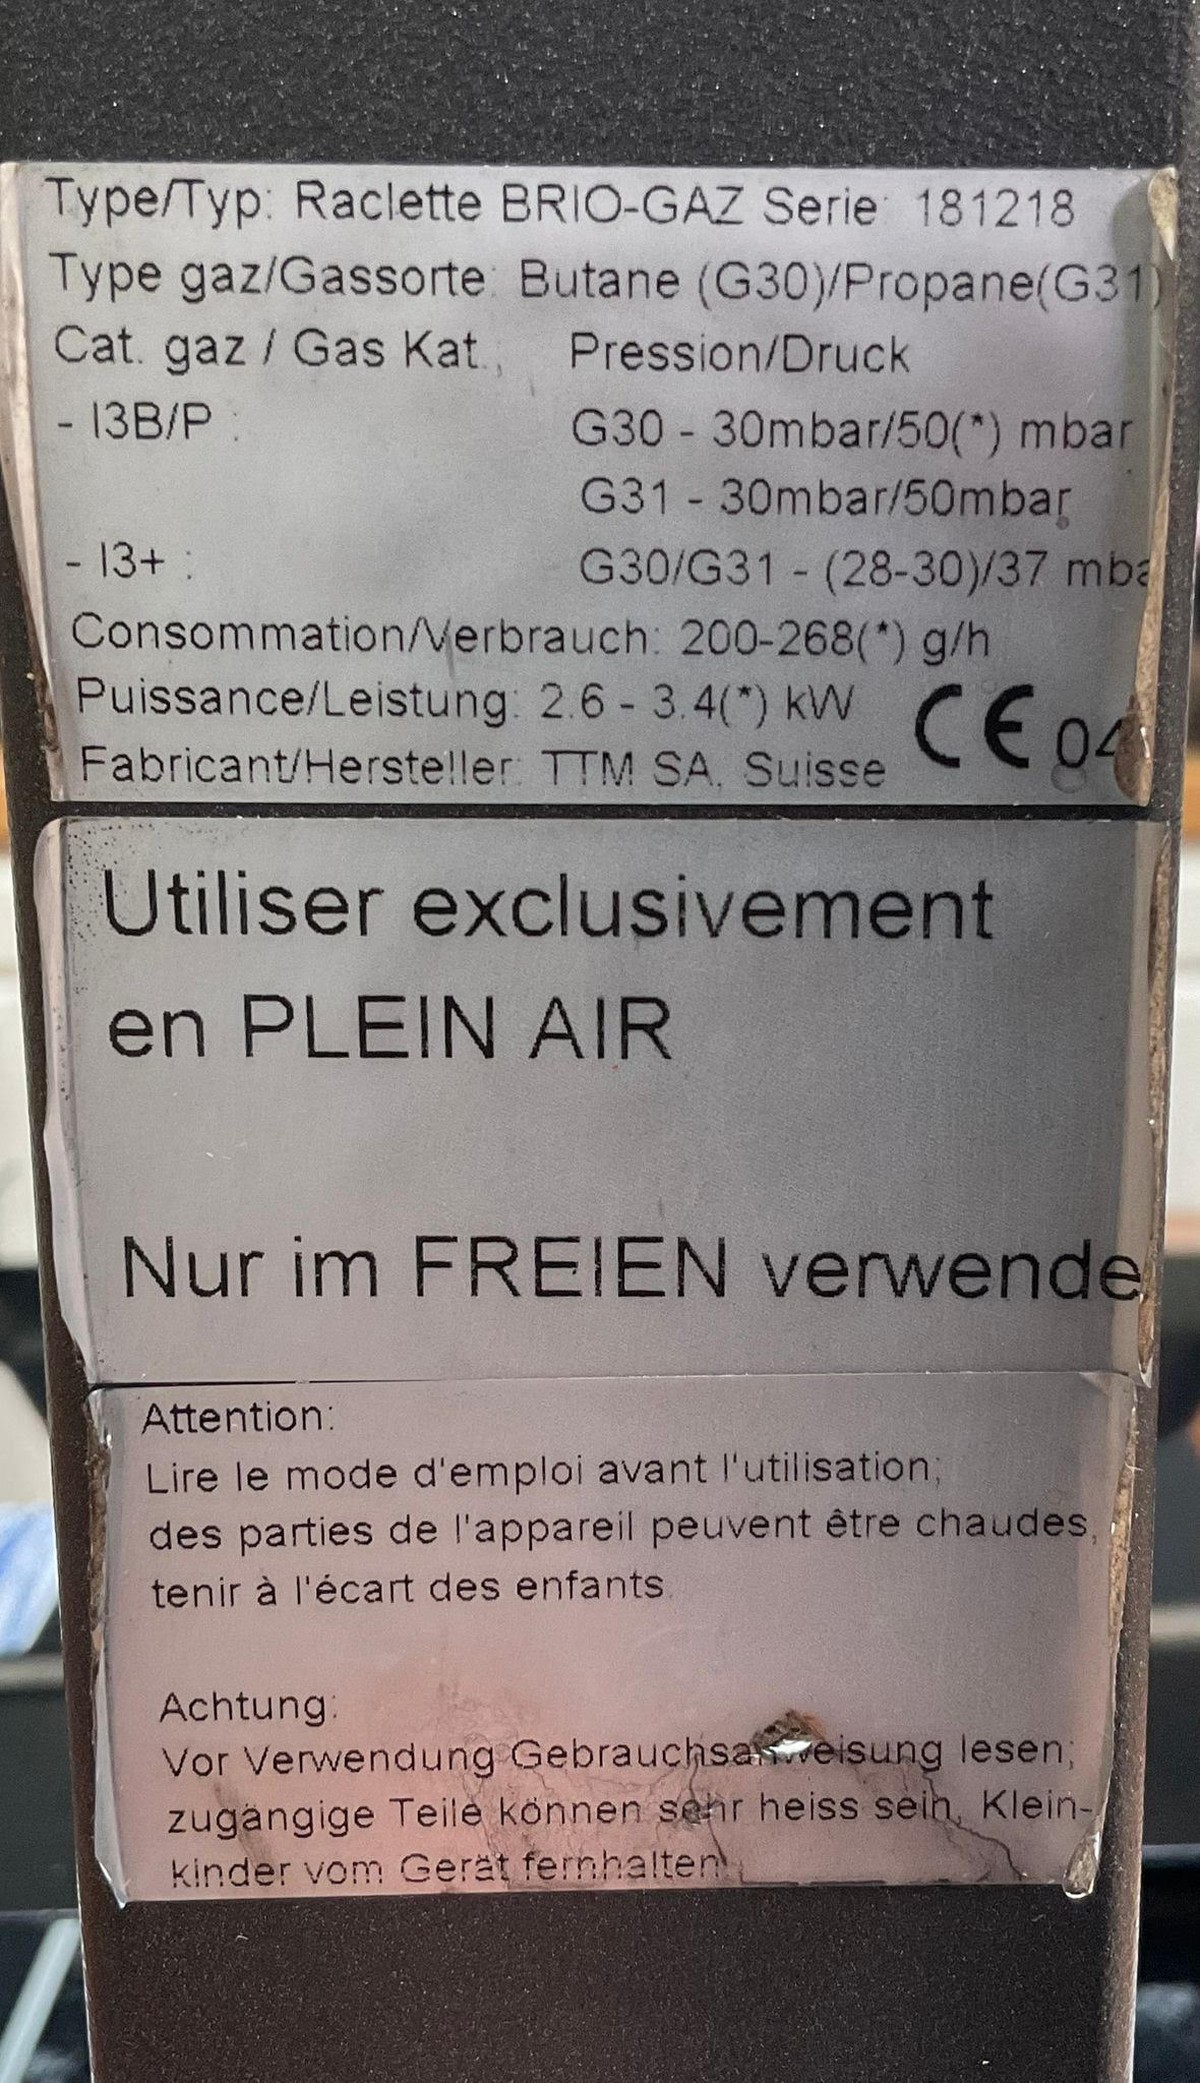 Type/Typ: Raclette BRIO-GAZ Serie: 181218
Type gaz/Gassorte: Butane (G30)/Propane(G31)
Cat. gaz / Gas Kat.; Pression/Druck
- I3B/P : G30 - 30mbar/50(*) mbar
G31 - 30mbar/50mbar
- I3+ : G30/G31 - (28-30)/37 mba
Consommation/Verbrauch: 200-268(*) g/h
Puissance/Leistung: 2.6 - 3.4(*) kW
CE 04
Fabricant/Hersteller: TTM SA. Suisse
Utiliser exclusivement
en PLEIN AIR
Nur im FREIEN verwende
Attention:
Lire le mode d'emploi avant l'utilisation;
des parties de l'appareil peuvent être chaudes,
tenir à l'écart des enfants.
Achtung:
Vor Verwendung Gebrauchsanweisung lesen;
zugängige Teile können sehr heiss sein, Klein-
kinder vom Gerät fernhalten!